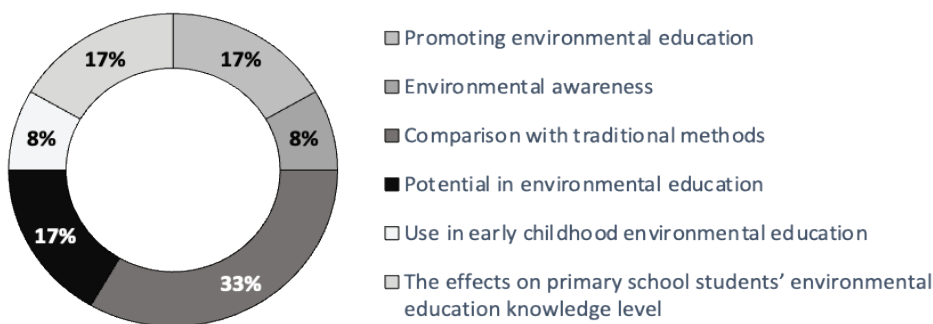 17%
17%
8%
8%
17%
33%
Promoting environmental education
Environmental awareness
Comparison with traditional methods
Potential in environmental education
Use in early childhood environmental education
The effects on primary school students’ environmental
education knowledge level